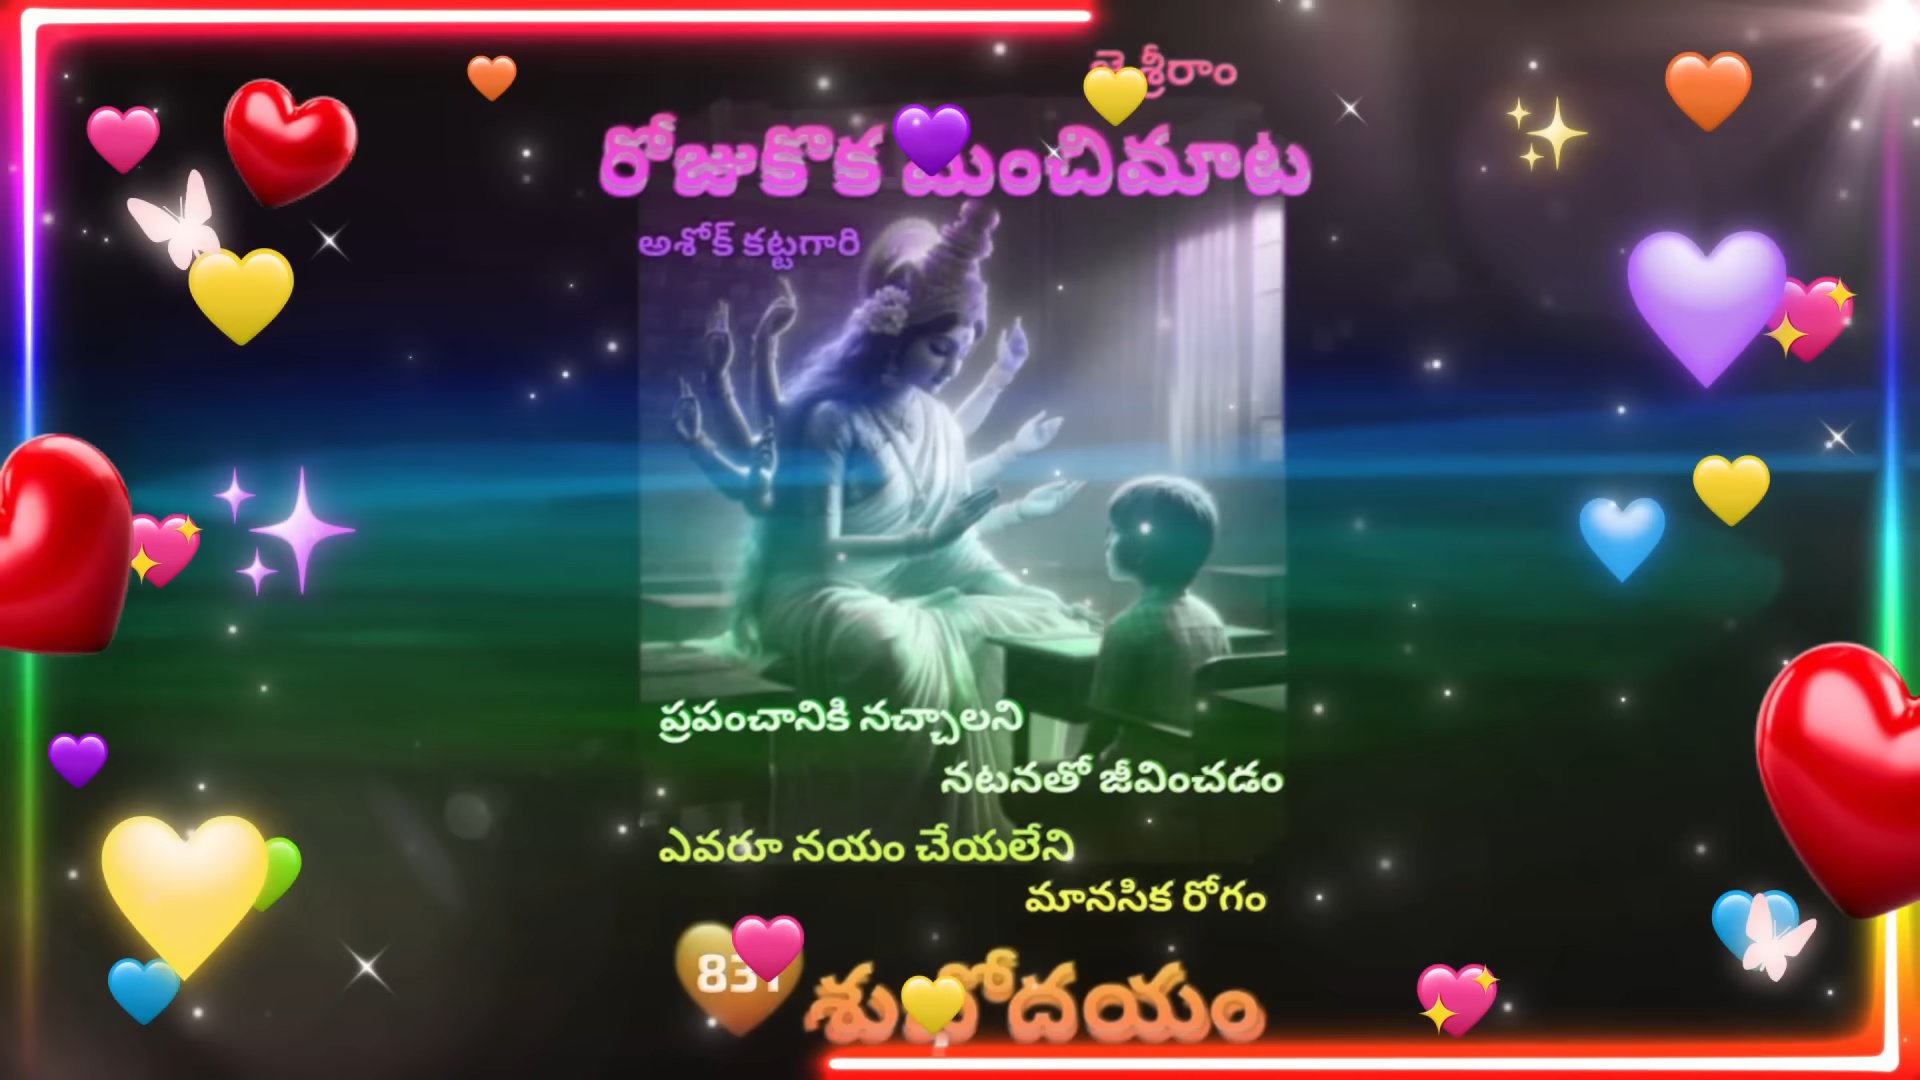 జై శ్రీరాం
రోజుకొక మంచిమాట
అశోక్ కట్టగారి
ప్రపంచానికి నచ్చాలని
నటనతో జీవించడం
ఎవరూ నయం చేయలేని
మానసిక రోగం
శుభోదయం